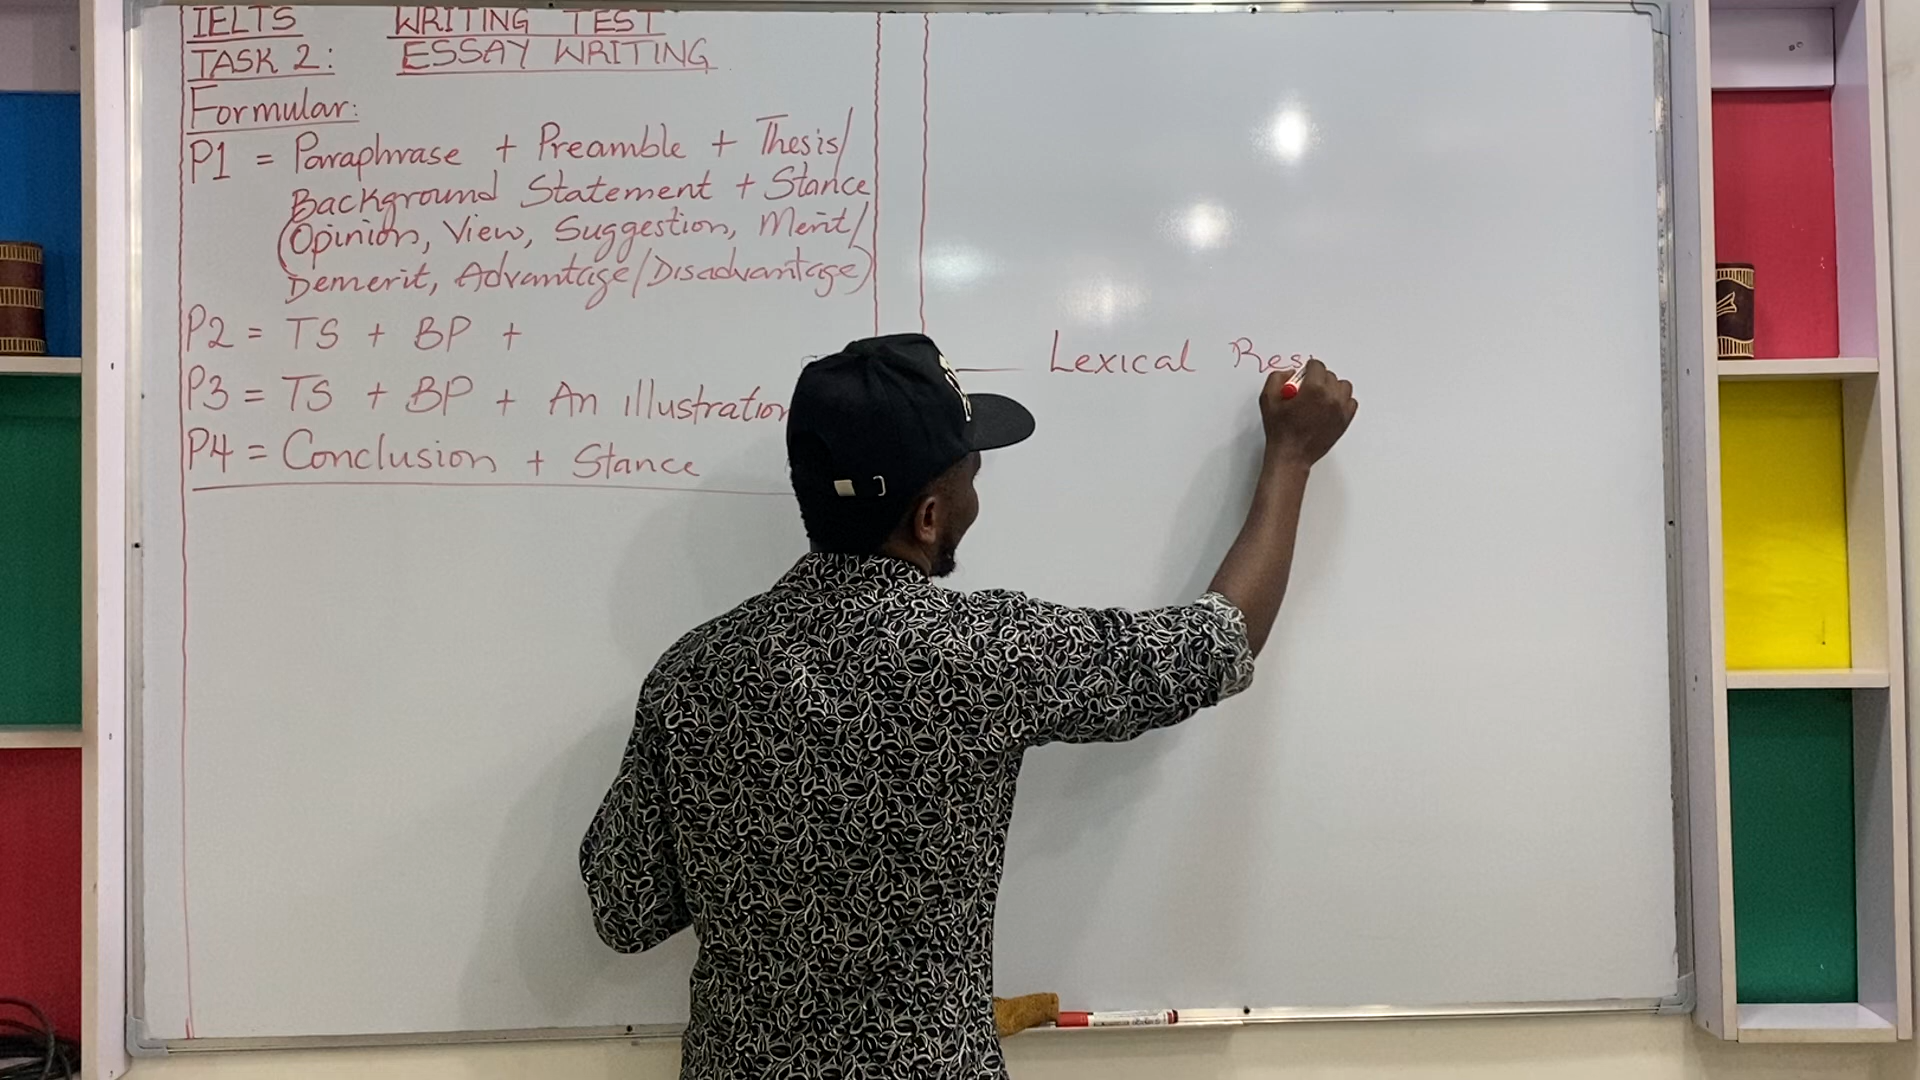 IELTS WRITING TEST
TASK 2: ESSAY WRITING
Formular:
P1 = Paraphrase + Preamble + Thesis/
Background Statement + Stance
(Opinion, View, Suggestion, Merit/
Demerit, Advantage/Disadvantage)
P2 = TS + BP +
P3 = TS + BP + An illustration
P4 = Conclusion + Stance
Lexical Res